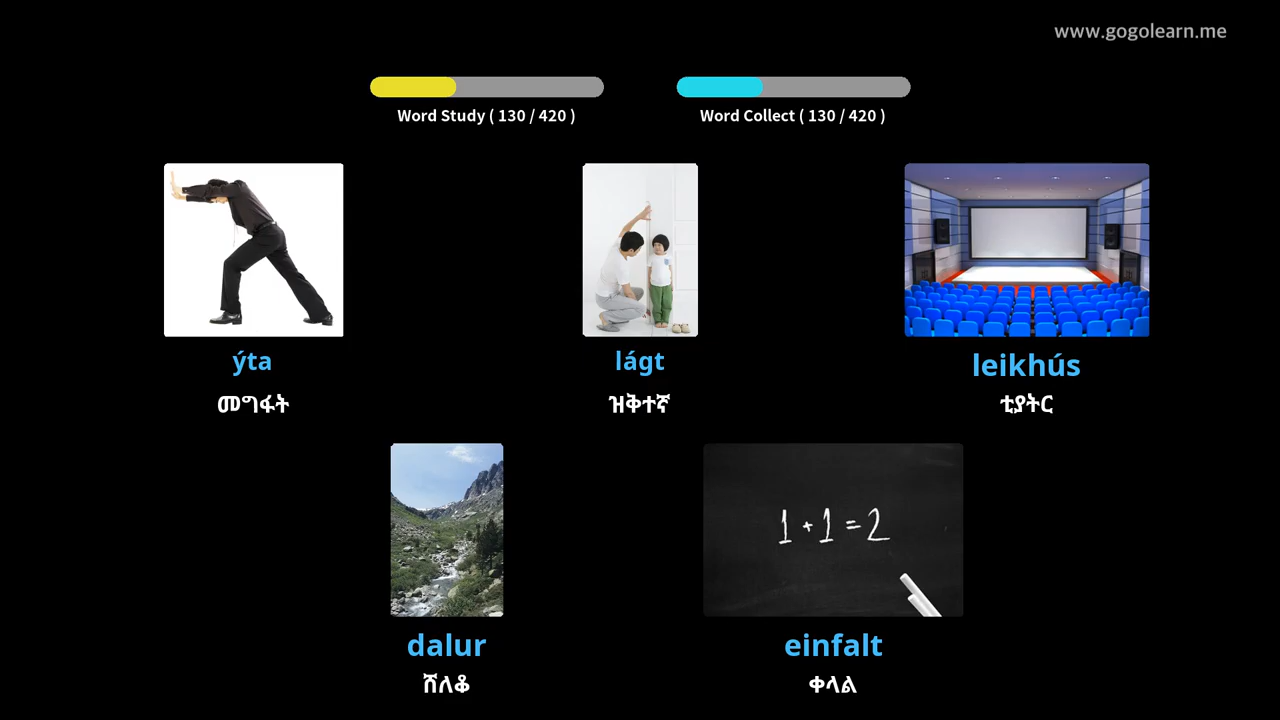 www.gogolearn.me
Word Study ( 130 / 420 )
Word Collect ( 130 / 420 )
ýta
lágt
leikhús
መግፋት
ዝቅተኛ
ቲያትር
1 + 1 = 2
dalur
einfalt
ሸለቆ
ቀላል